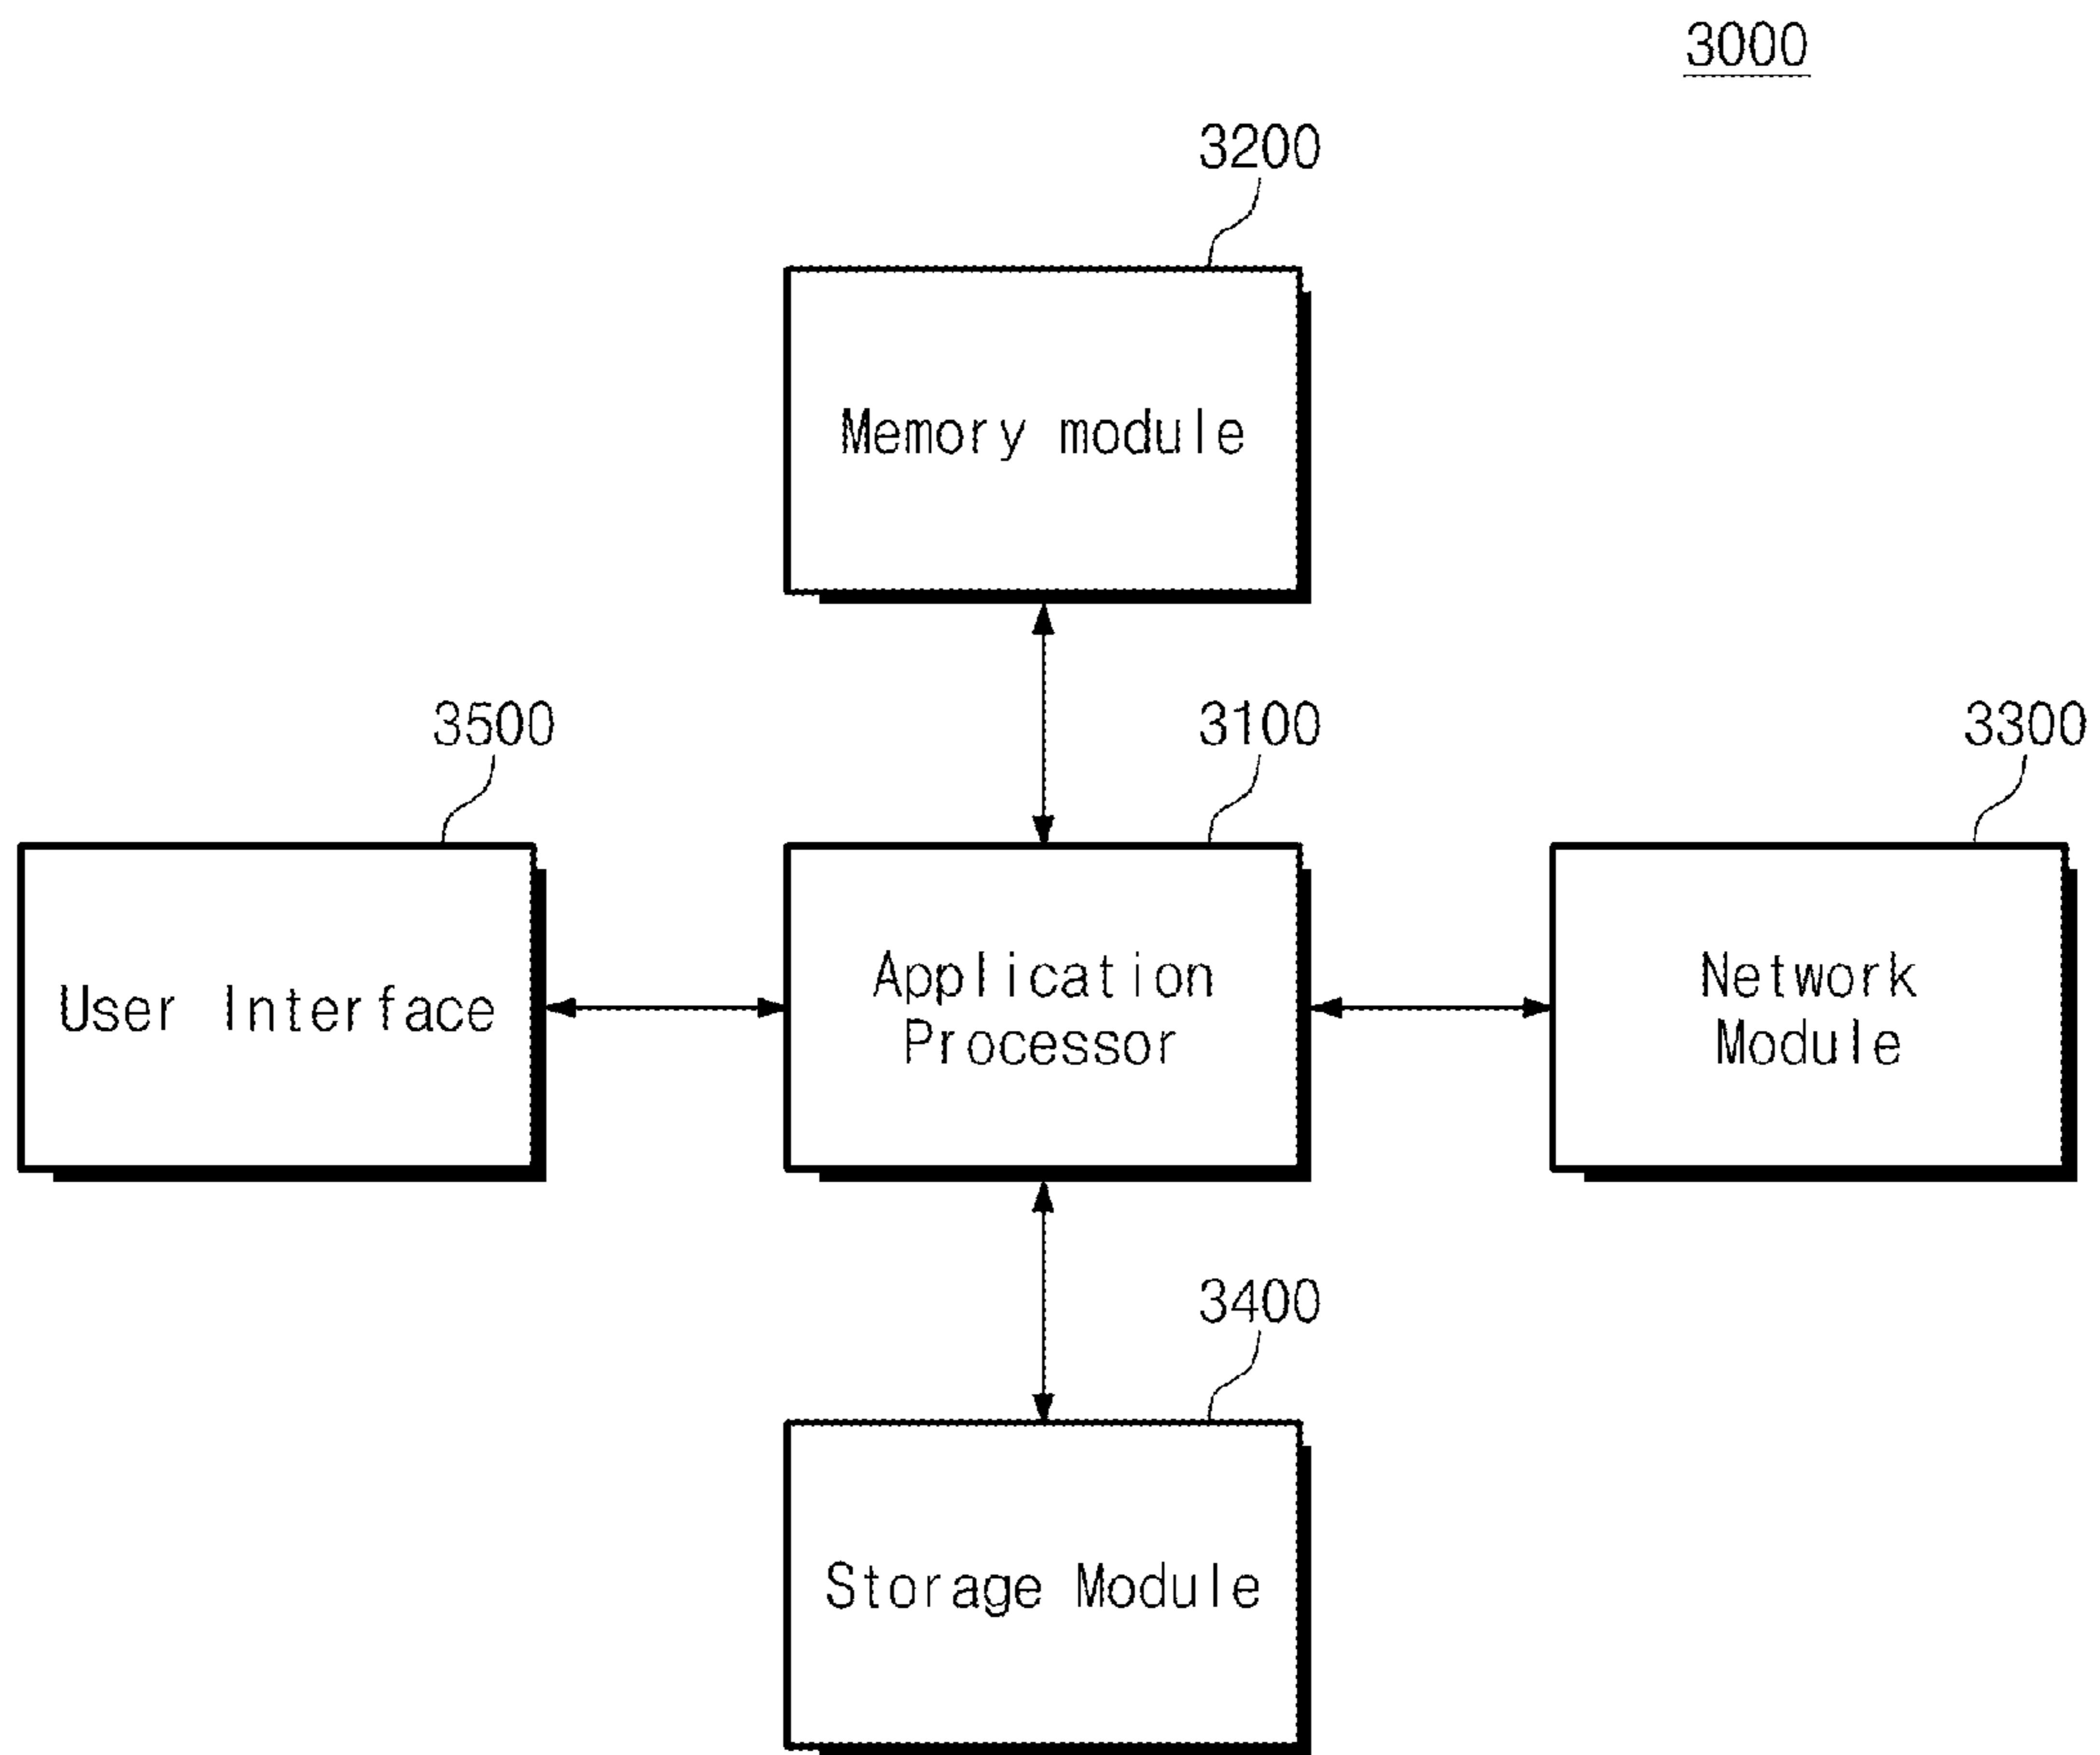 3000
3200
Memory module
3500
3100
3300
User Interface
Application
Processor
Network
Module
3400
Storage Module